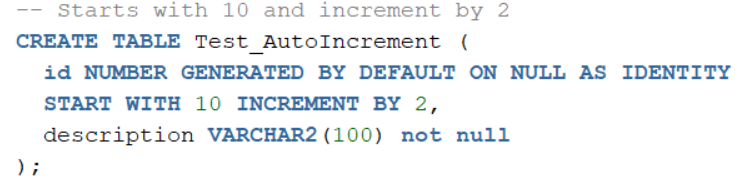 -- Starts with 10 and increment by 2
CREATE TABLE Test_AutoIncrement (
  id NUMBER GENERATED BY DEFAULT ON NULL AS IDENTITY
  START WITH 10 INCREMENT BY 2,
  description VARCHAR2(100) not null
);